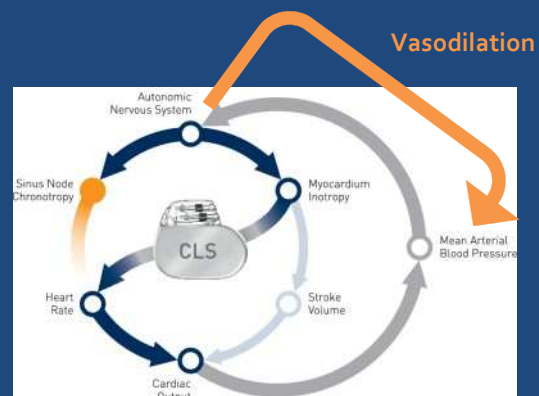 Vasodilation
Autonomic
Nervous System
Sinus Node
Chronotropy
Myocardium
Inotropy
CLS
Mean Arterial
Blood Pressure
Heart
Rate
Stroke
Volume
Cardiac
Output